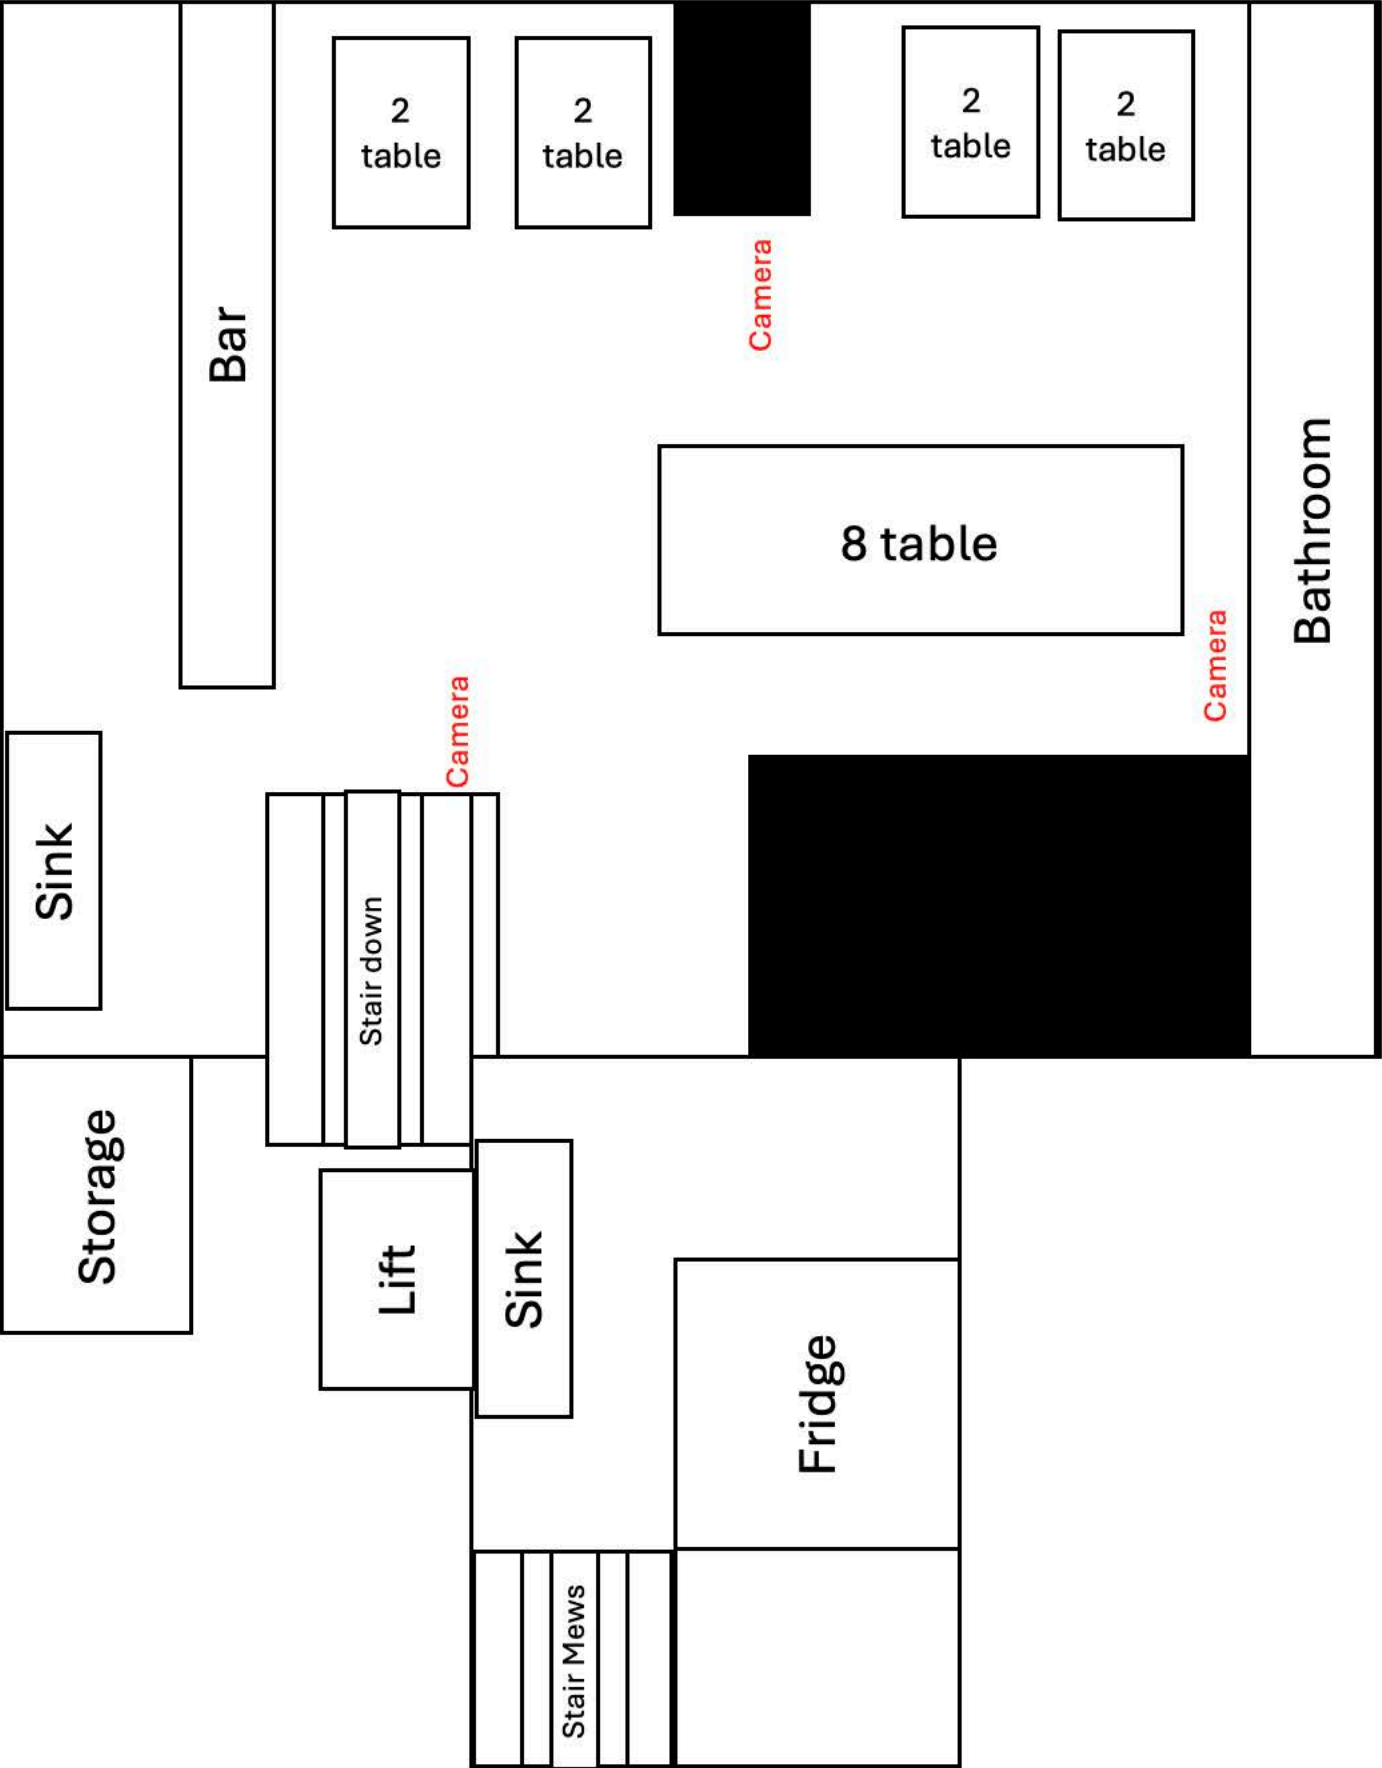 2
table
2
table
2
table
2
table
Camera
Bar
8 table
Bathroom
Camera
Camera
Sink
Stair down
Storage
Lift
Sink
Fridge
Stair Mews